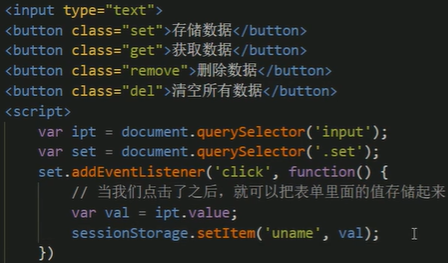 <input type="text">
<button class="set">存储数据</button>
<button class="get">获取数据</button>
<button class="remove">删除数据</button>
<button class="del">清空所有数据</button>
<script>
    var ipt = document.querySelector('input');
    var set = document.querySelector('.set');
    set.addEventListener('click', function() {
        // 当我们点击了之后，就可以把表单里面的值存储起来
        var val = ipt.value;
        sessionStorage.setItem('uname', val);
    })